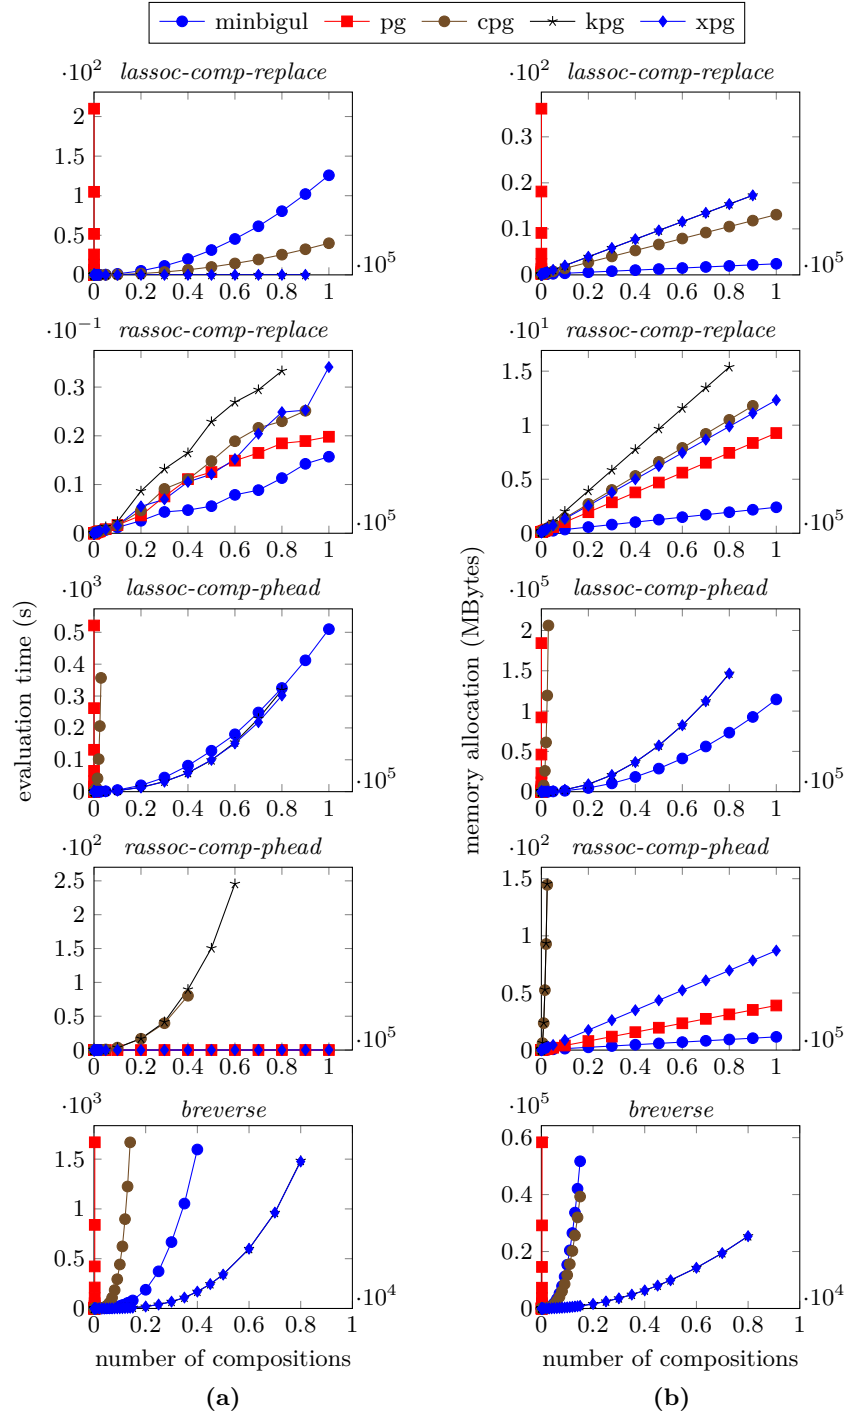 minbigul pg cpg kpg xpg
·10^2 lassoc-comp-replace
2
1.5
1
0.5
0
0 0.2 0.4 0.6 0.8 1
·10^5
·10^2 lassoc-comp-replace
0.3
0.2
0.1
0
0 0.2 0.4 0.6 0.8 1
·10^5
·10^−1 rassoc-comp-replace
0.3
0.2
0.1
0
0 0.2 0.4 0.6 0.8 1
·10^5
·10^1 rassoc-comp-replace
1.5
1
0.5
0
0 0.2 0.4 0.6 0.8 1
·10^5
evaluation time (s)
·10^3 lassoc-comp-phead
0.5
0.4
0.3
0.2
0.1
0
0 0.2 0.4 0.6 0.8 1
·10^5
memory allocation (MBytes)
·10^5 lassoc-comp-phead
2
1.5
1
0.5
0
0 0.2 0.4 0.6 0.8 1
·10^5
·10^2 rassoc-comp-phead
2.5
2
1.5
1
0.5
0
0 0.2 0.4 0.6 0.8 1
·10^5
·10^2 rassoc-comp-phead
1.5
1
0.5
0
0 0.2 0.4 0.6 0.8 1
·10^5
·10^3 breverse
1.5
1
0.5
0
0 0.2 0.4 0.6 0.8 1
·10^4
number of compositions
(a)
·10^5 breverse
0.6
0.4
0.2
0
0 0.2 0.4 0.6 0.8 1
·10^4
number of compositions
(b)